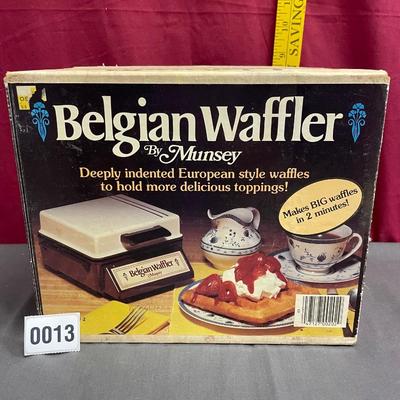 SAVING
Belgian Waffler
By Munsey
Deeply indented European style waffles
to hold more delicious toppings!
Makes BIG waffles
in 2 minutes!
Belgian Waffler
Munsey
0013